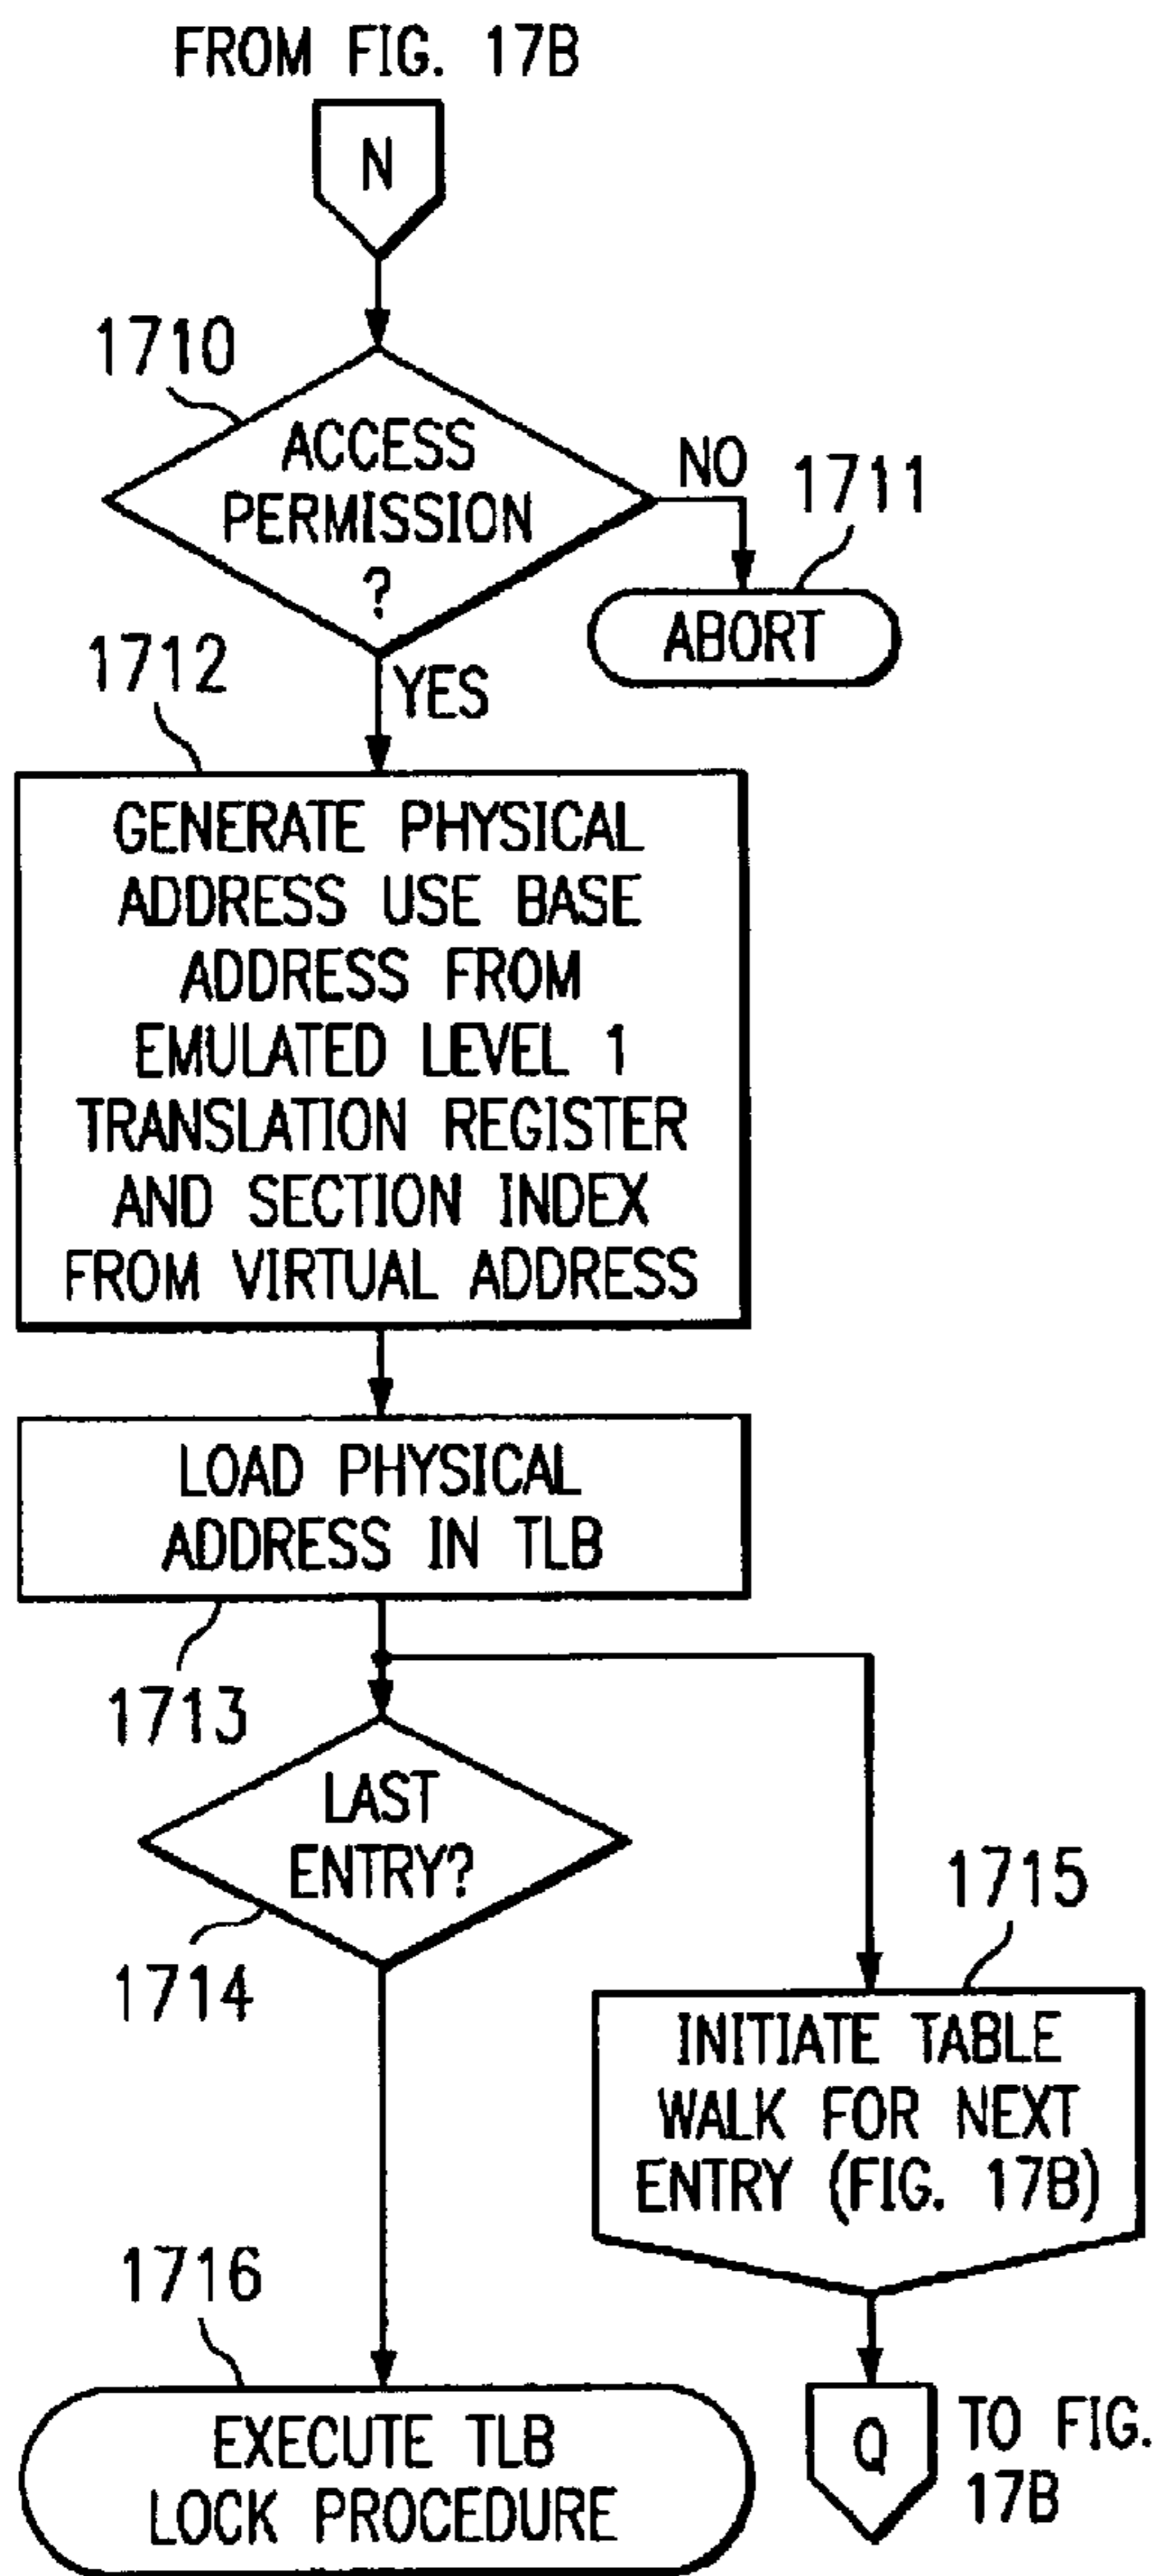 FROM FIG. 17B
N
1710
ACCESS
PERMISSION
?
NO
1711
ABORT
1712
YES
GENERATE PHYSICAL
ADDRESS USE BASE
ADDRESS FROM
EMULATED LEVEL 1
TRANSLATION REGISTER
AND SECTION INDEX
FROM VIRTUAL ADDRESS
LOAD PHYSICAL
ADDRESS IN TLB
1713
LAST
ENTRY?
1714
1715
INITIATE TABLE
WALK FOR NEXT
ENTRY (FIG. 17B)
1716
EXECUTE TLB
LOCK PROCEDURE
Q
TO FIG.
17B